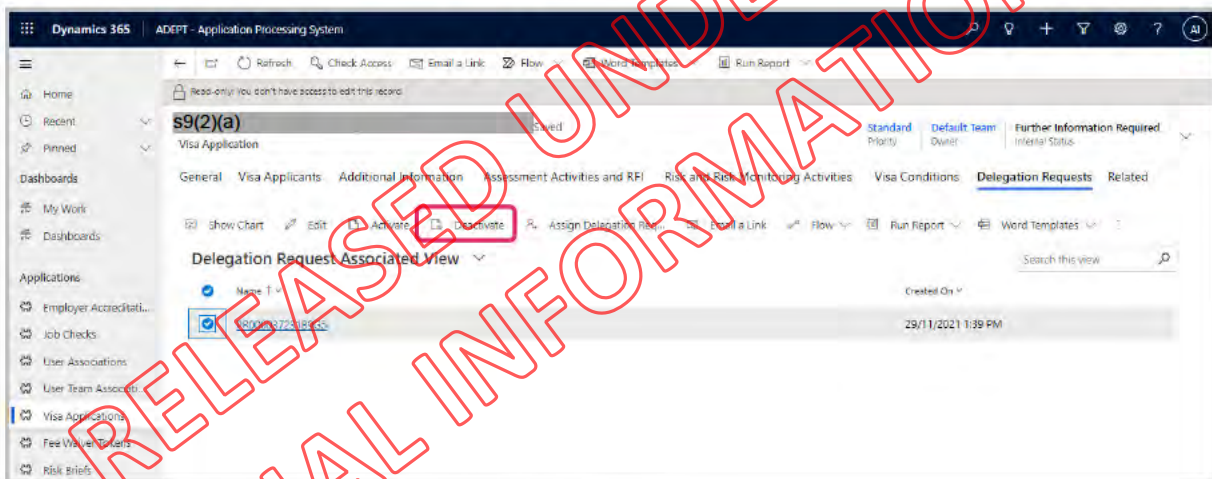 Dynamics 365 ADEPT - Application Processing System ? AI
Refresh Check Access Email a Link Flow Word Templates Run Report
Home
Read-only: You don't have access to edit this record.
Recent
s9(2)(a) Saved Standard Default Team Further Information Required
Pinned
Visa Application Priority Owner Internal Status
Dashboards
General Visa Applicants Additional Information Assessment Activities and RFI Risk and Risk Monitoring Activities Visa Conditions Delegation Requests Related
My Work
Show Chart Edit Activate Deactivate Assign Delegation Req... Email a Link Flow Run Report Word Templates
Dashboards
Delegation Request Associated View Search this view
Applications
Name ↑ Created On
Employer Accreditati...
29/11/2021 1:39 PM
Job Checks
User Associations
User Team Associati...
Visa Applications
Fee Waiver Tokens
Risk Briefs
RELEASED UNDE
IAL INFORMATION